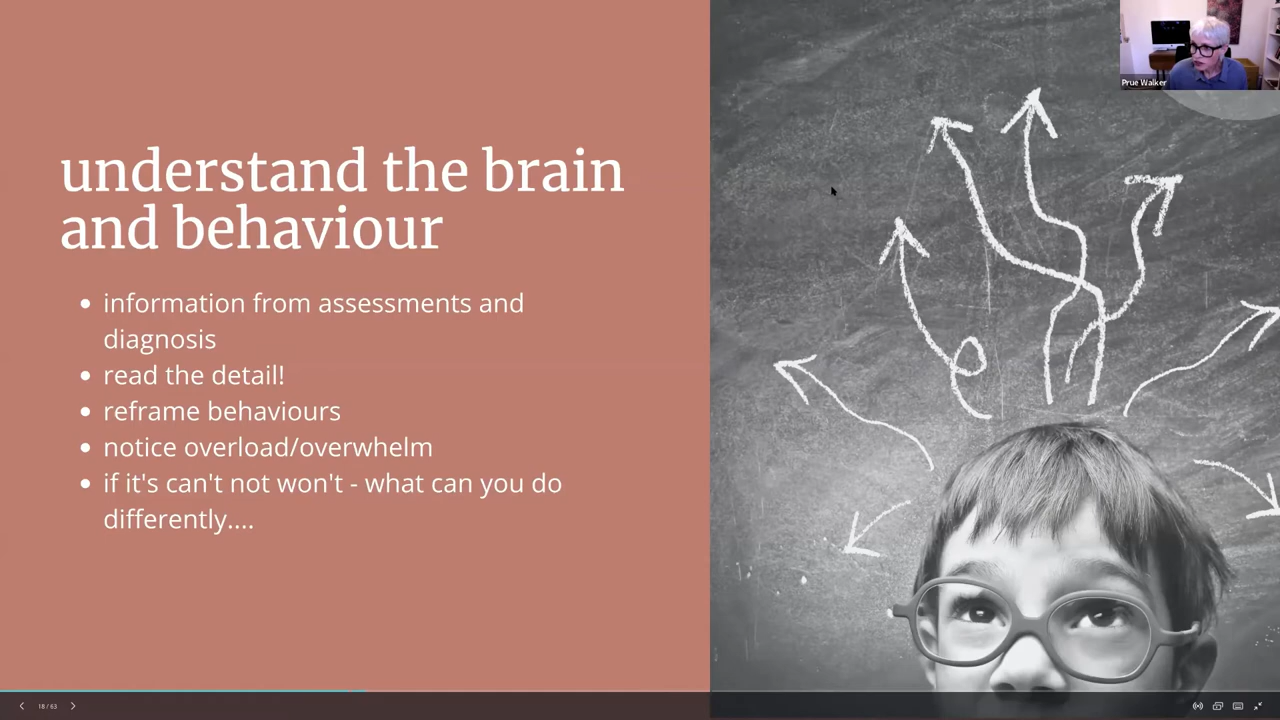 Prue Walker
understand the brain
and behaviour
information from assessments and
diagnosis
read the detail!
reframe behaviours
notice overload/overwhelm
if it's can't not won't - what can you do
differently....
18 / 63